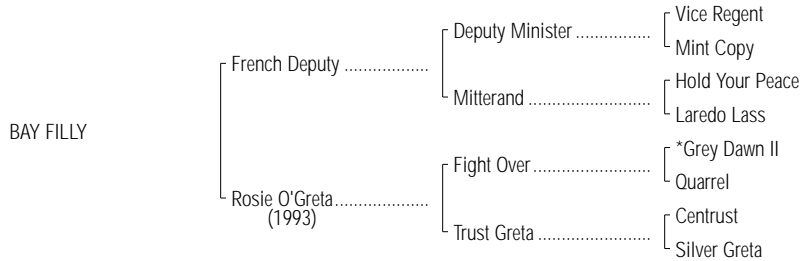 Vice Regent
Deputy Minister ................
Mint Copy
French Deputy ..................
Hold Your Peace
Mitterand ..........................
Laredo Lass
BAY FILLY
*Grey Dawn II
Fight Over.........................
Quarrel
Rosie O'Greta....................
(1993)
Centrust
Trust Greta ........................
Silver Greta